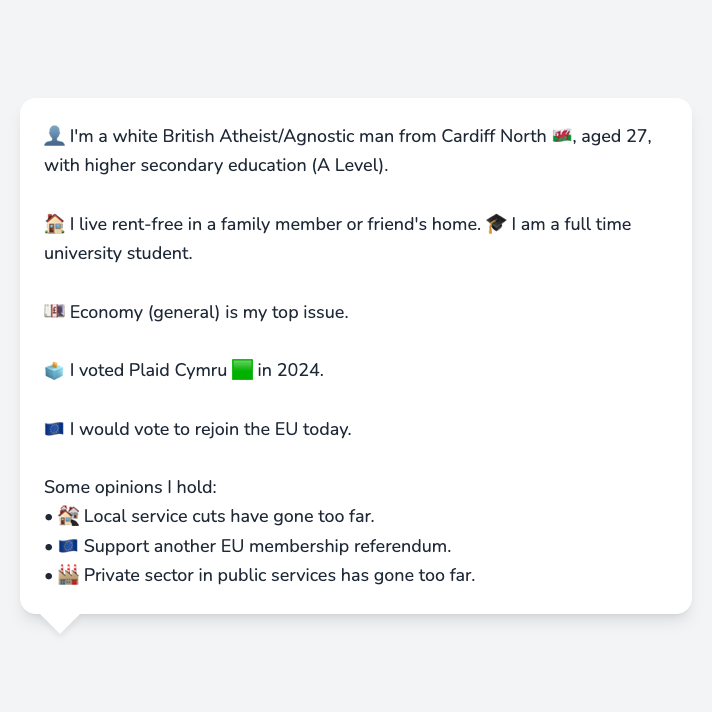 👤 I'm a white British Atheist/Agnostic man from Cardiff North 🏴󠁧󠁢󠁷󠁬󠁳󠁿, aged 27,
with higher secondary education (A Level).
🏠 I live rent-free in a family member or friend's home. 🎓 I am a full time
university student.
💷 Economy (general) is my top issue.
🗳️ I voted Plaid Cymru 🟩 in 2024.
🇪🇺 I would vote to rejoin the EU today.
Some opinions I hold:
• 🏚️ Local service cuts have gone too far.
• 🇪🇺 Support another EU membership referendum.
• 🏭 Private sector in public services has gone too far.